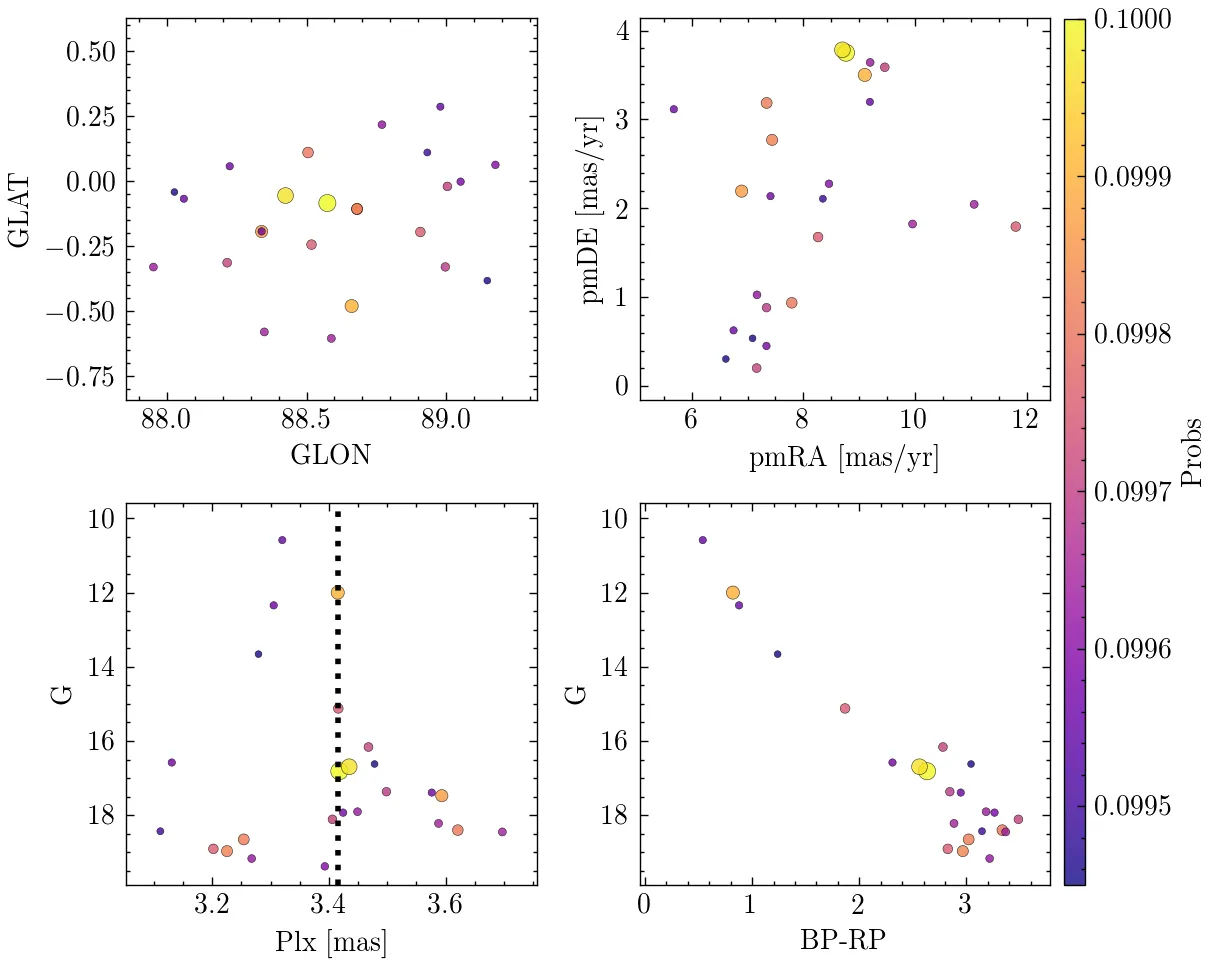 0.50
0.25
0.00
−0.25
−0.50
−0.75
GLAT
88.0 88.5 89.0
GLON
4
3
2
1
0
pmDE [mas/yr]
6 8 10 12
pmRA [mas/yr]
0.1000
0.0999
0.0998
0.0997
0.0996
0.0995
Probs
10
12
14
16
18
G
3.2 3.4 3.6
Plx [mas]
10
12
14
16
18
G
0 1 2 3
BP-RP